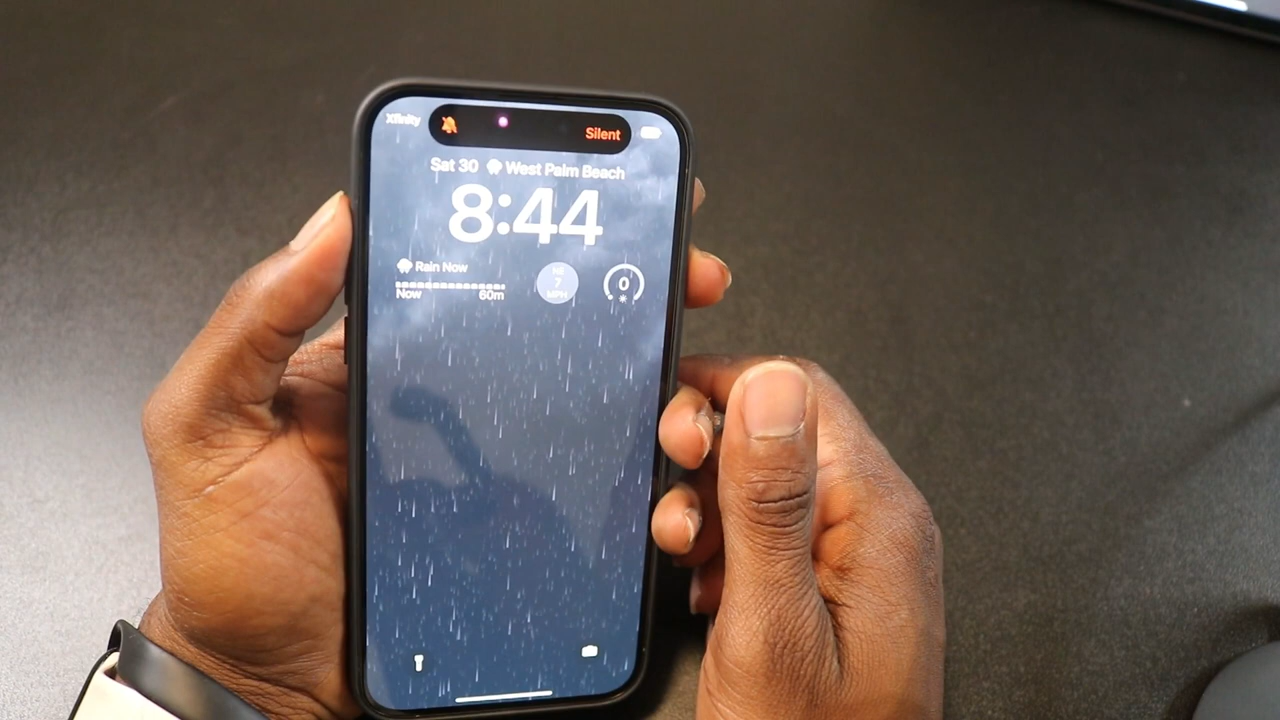 Xfinity
Silent
Sat 30 West Palm Beach
8:44
Rain Now
Now 60m
NE
7
MPH
0